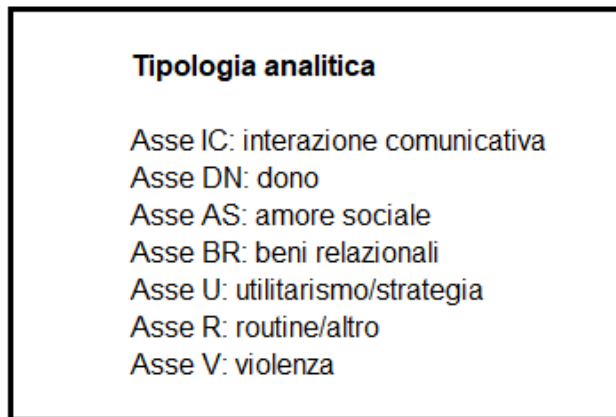 Tipologia analitica
Asse IC: interazione comunicativa
Asse DN: dono
Asse AS: amore sociale
Asse BR: beni relazionali
Asse U: utilitarismo/strategia
Asse R: routine/altro
Asse V: violenza